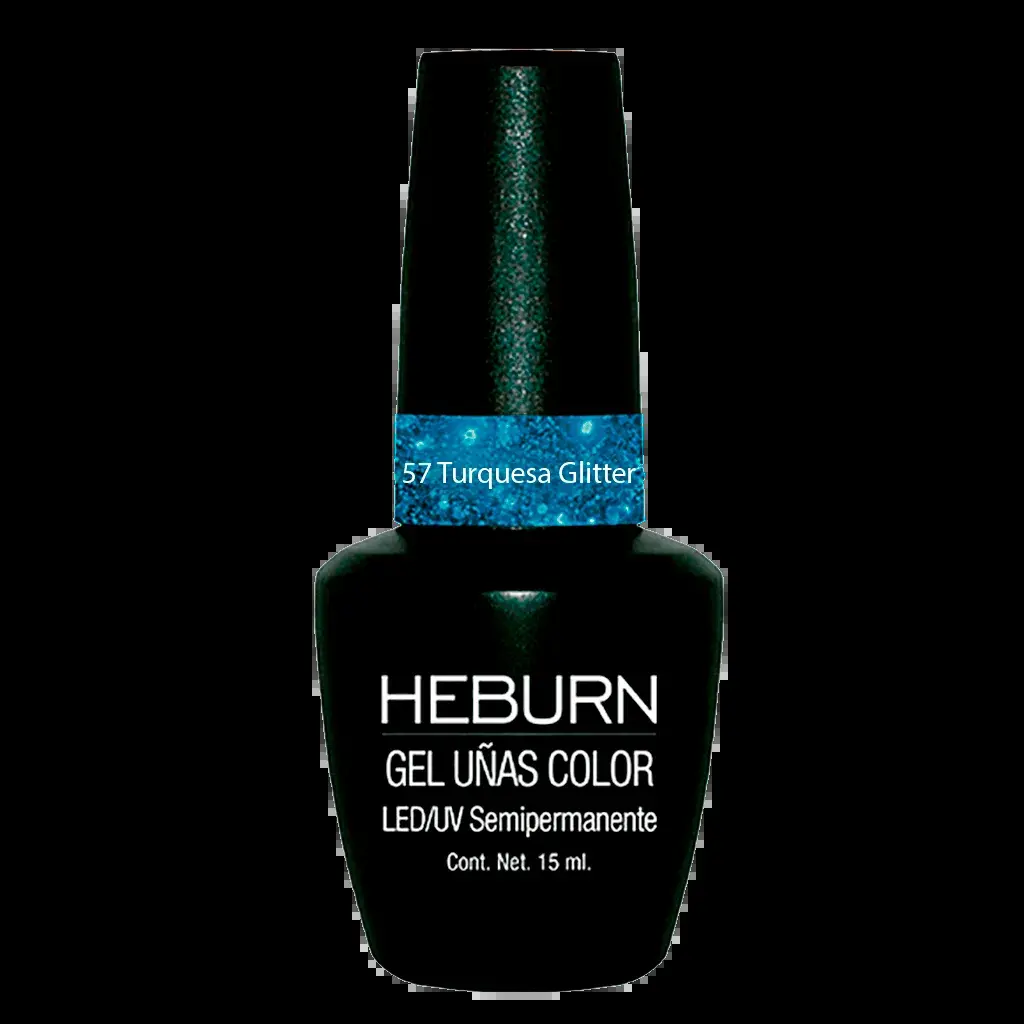 57 Turquesa Glitter
HEBURN
GEL UÑAS COLOR
LED/UV Semipermanente
Cont. Net. 15 ml.